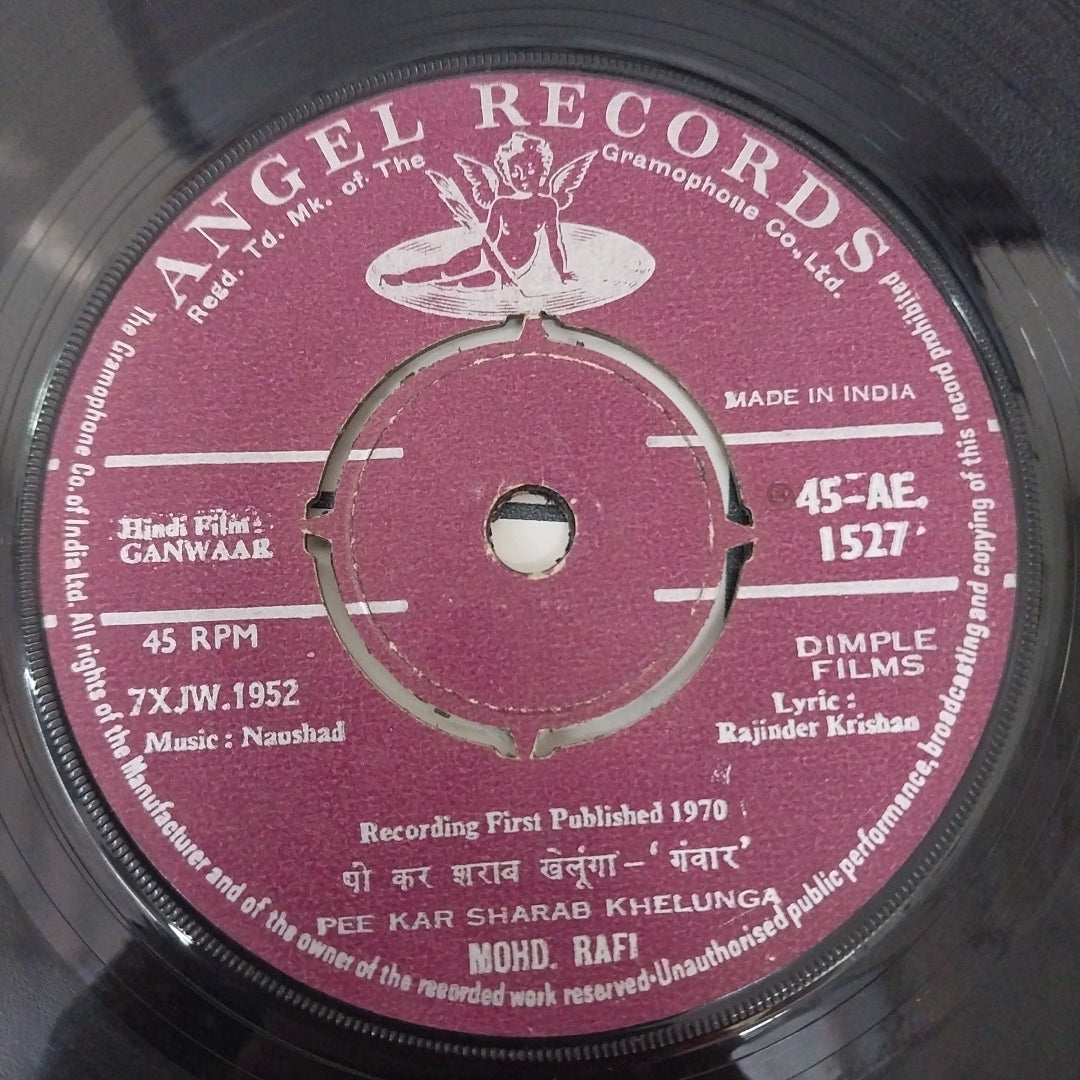 ANGEL RECORDS
Regd. Td. Mk. of. The Gramophone Co., Ltd.
MADE IN INDIA
45-AE.
1527
Hindi Film:
GANWAAR
45 RPM
7XJW.1952
Music : Naushad
DIMPLE
FILMS
Lyric :
Rajinder Krishan
Recording First Published 1970
पी कर शराब खेलूंगा – ‘गंवार’
PEE KAR SHARAB KHELUNGA
MOHD. RAFI
The Gramophone Co. of India Ltd. All rights of the Manufacturer and of the owner of the recorded work reserved-Unauthorised public performance, broadcasting and copying of this record prohibited